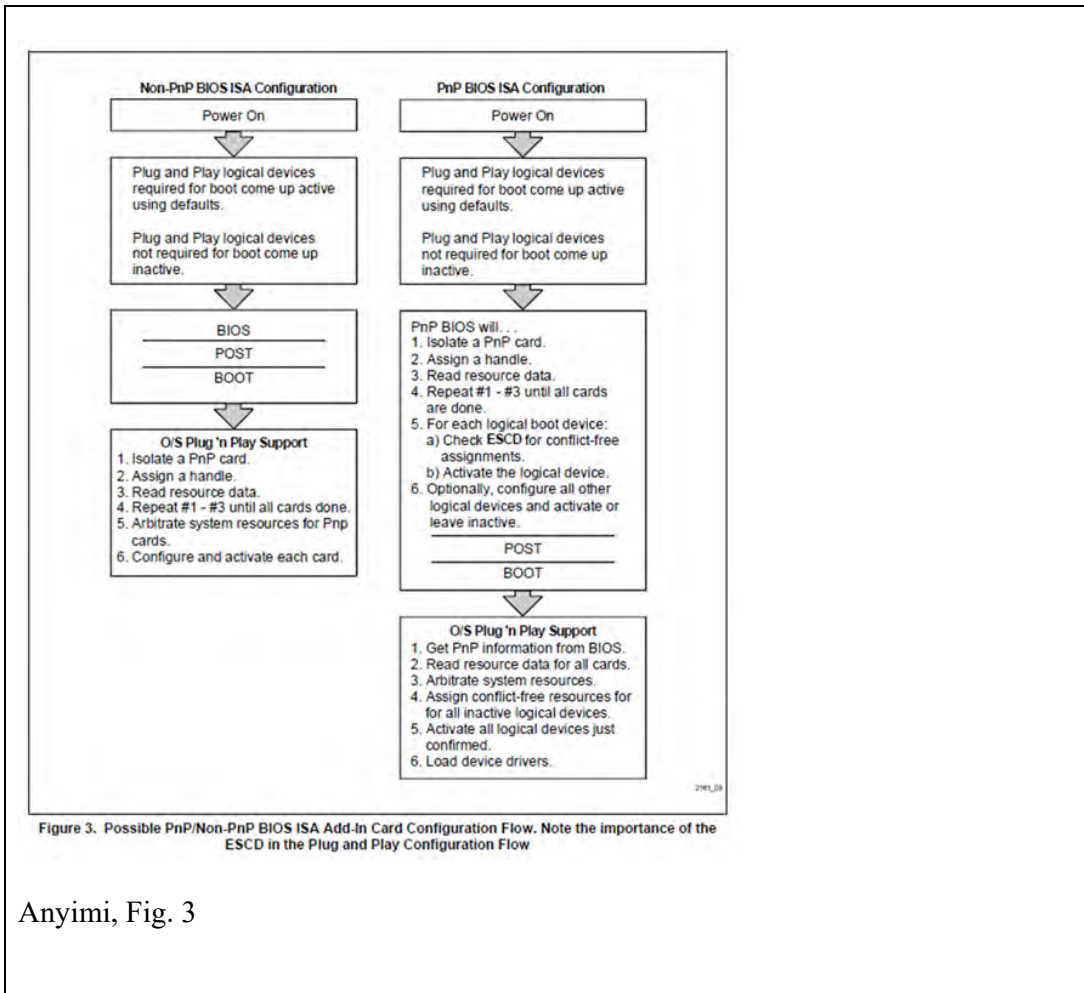 Non-PnP BIOS ISA Configuration
Power On
Plug and Play logical devices
required for boot come up active
using defaults.
Plug and Play logical devices
not required for boot come up
inactive.
BIOS
POST
BOOT
O/S Plug 'n Play Support
1. Isolate a PnP card.
2. Assign a handle.
3. Read resource data.
4. Repeat #1 - #3 until all cards done.
5. Arbitrate system resources for Pnp
cards.
6. Configure and activate each card.
PnP BIOS ISA Configuration
Power On
Plug and Play logical devices
required for boot come up active
using defaults.
Plug and Play logical devices
not required for boot come up
inactive.
PnP BIOS will. . .
1. Isolate a PnP card.
2. Assign a handle.
3. Read resource data.
4. Repeat #1 - #3 until all cards
are done.
5. For each logical boot device:
a) Check ESCD for conflict-free
assignments.
b) Activate the logical device.
6. Optionally, configure all other
logical devices and activate or
leave inactive.
POST
BOOT
O/S Plug 'n Play Support
1. Get PnP information from BIOS.
2. Read resource data for all cards.
3. Arbitrate system resources.
4. Assign conflict-free resources for
for all inactive logical devices.
5. Activate all logical devices just
confirmed.
6. Load device drivers.
Figure 3. Possible PnP/Non-PnP BIOS ISA Add-In Card Configuration Flow. Note the importance of the
ESCD in the Plug and Play Configuration Flow
Anyimi, Fig. 3